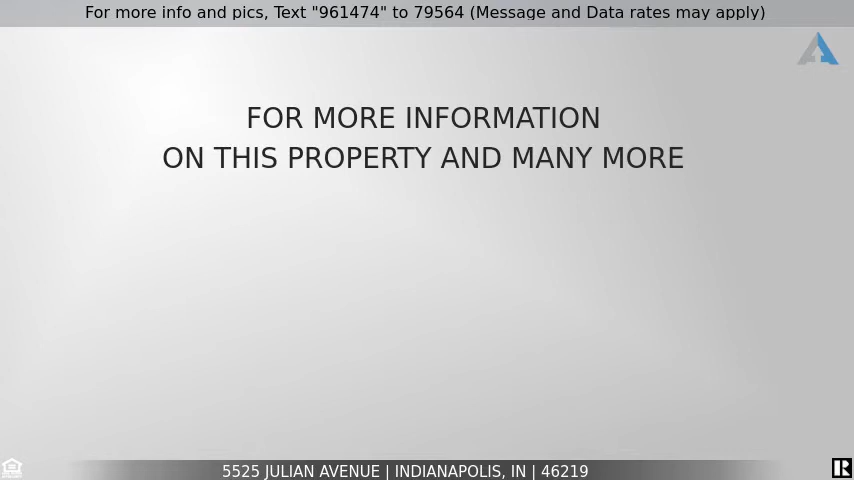 For more info and pics, Text "961474" to 79564 (Message and Data rates may apply)
FOR MORE INFORMATION
ON THIS PROPERTY AND MANY MORE
5525 JULIAN AVENUE | INDIANAPOLIS, IN | 46219